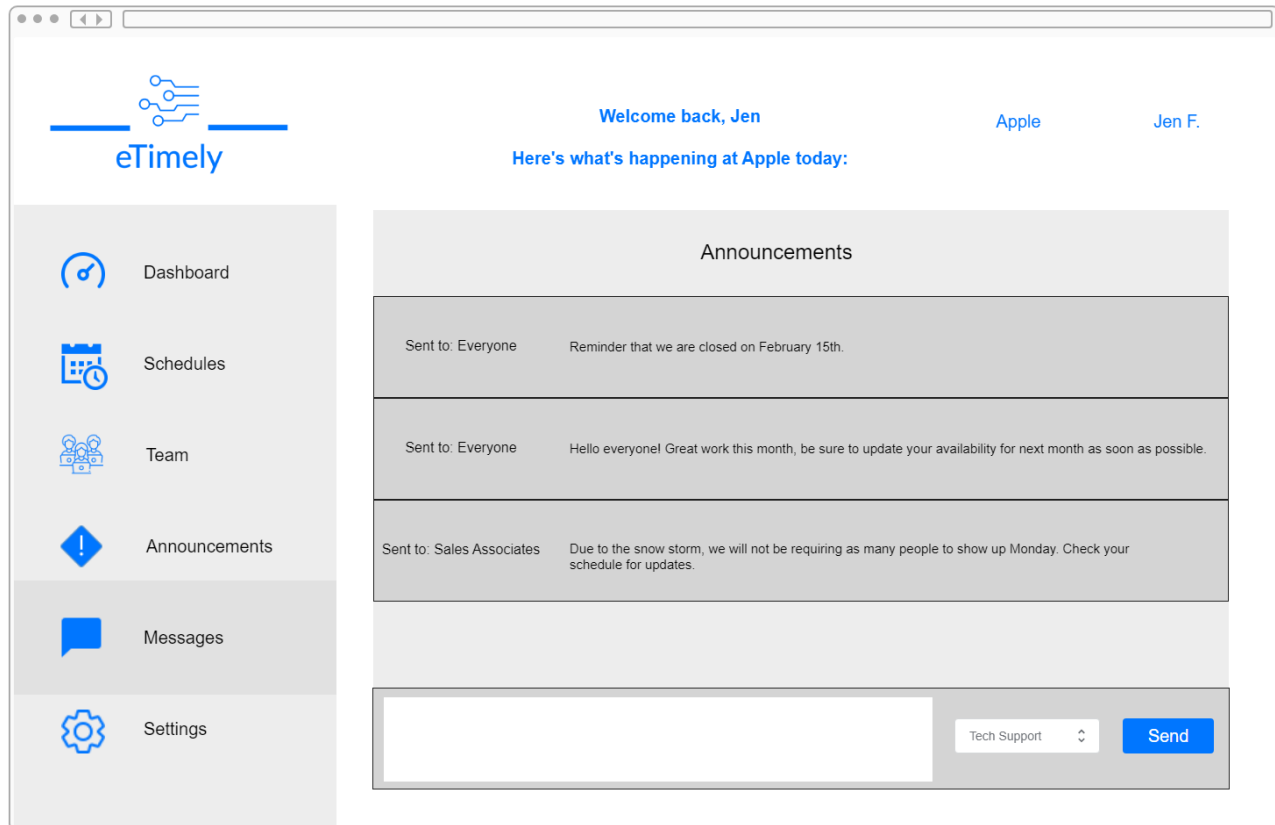 eTimely
Welcome back, Jen
Here's what's happening at Apple today:
Apple
Jen F.
Dashboard
Schedules
Team
Announcements
Messages
Settings
Announcements
Sent to: Everyone
Reminder that we are closed on February 15th.
Sent to: Everyone
Hello everyone! Great work this month, be sure to update your availability for next month as soon as possible.
Sent to: Sales Associates
Due to the snow storm, we will not be requiring as many people to show up Monday. Check your
schedule for updates.
Tech Support
Send